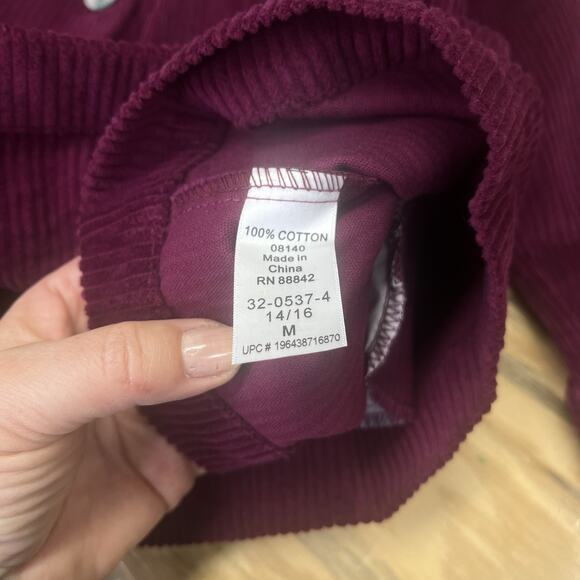 100% COTTON
08140
Made in
China
RN 88842
32-0537-4
14/16
M
UPC # 196438716870